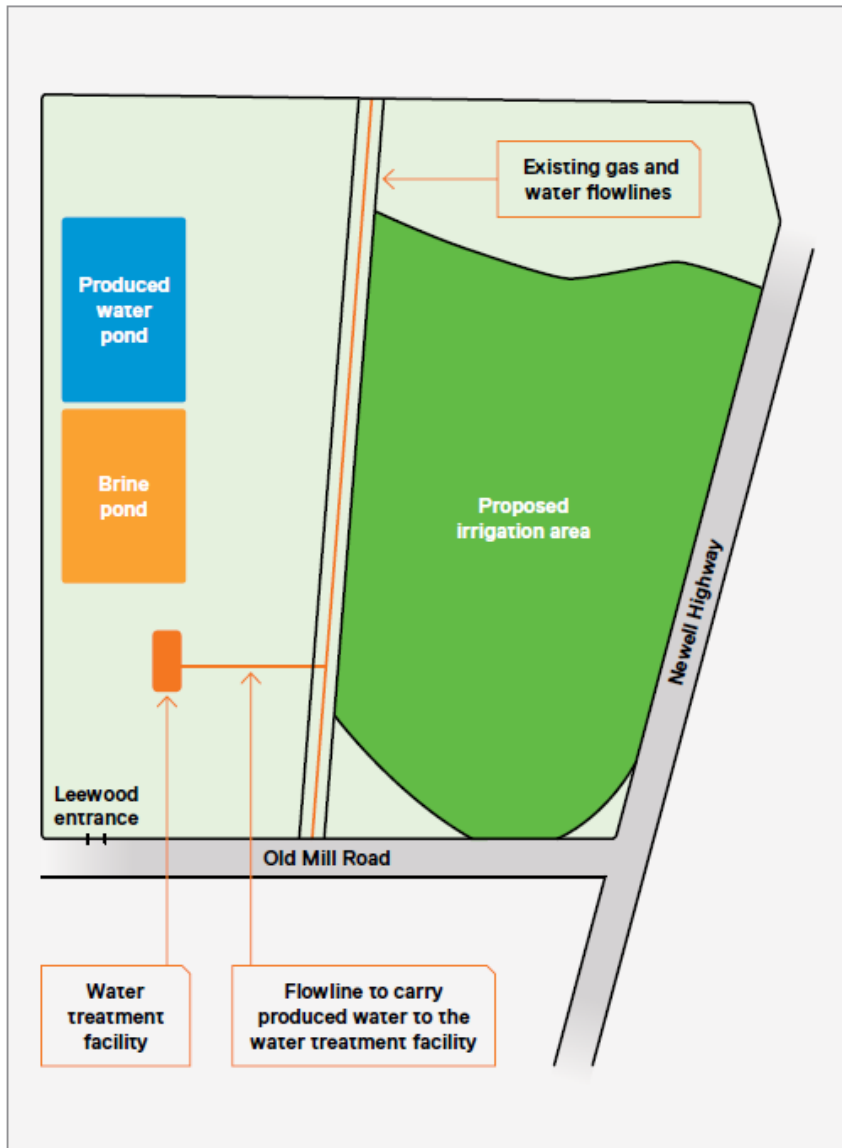 Existing gas and
water flowlines
Produced
water
pond
Brine
pond
Proposed
irrigation area
Newell Highway
Leewood
entrance
Old Mill Road
Water
treatment
facility
Flowline to carry
produced water to the
water treatment facility